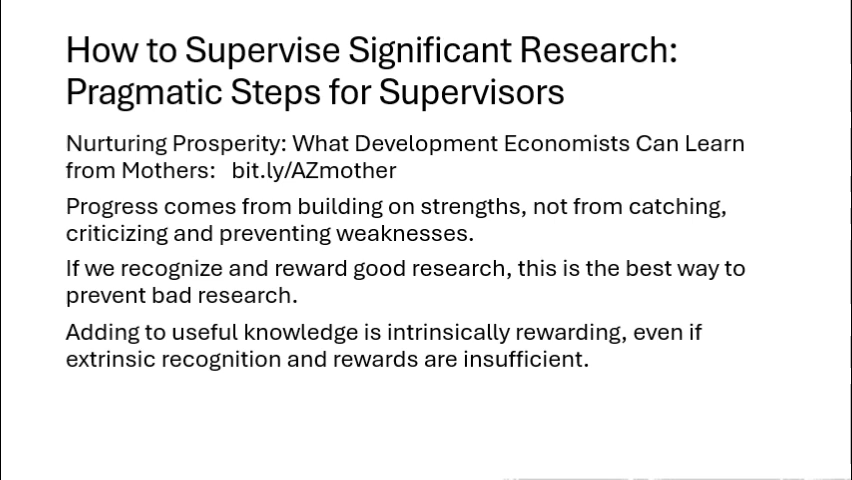 How to Supervise Significant Research:
Pragmatic Steps for Supervisors
Nurturing Prosperity: What Development Economists Can Learn
from Mothers: bit.ly/AZmother
Progress comes from building on strengths, not from catching,
criticizing and preventing weaknesses.
If we recognize and reward good research, this is the best way to
prevent bad research.
Adding to useful knowledge is intrinsically rewarding, even if
extrinsic recognition and rewards are insufficient.